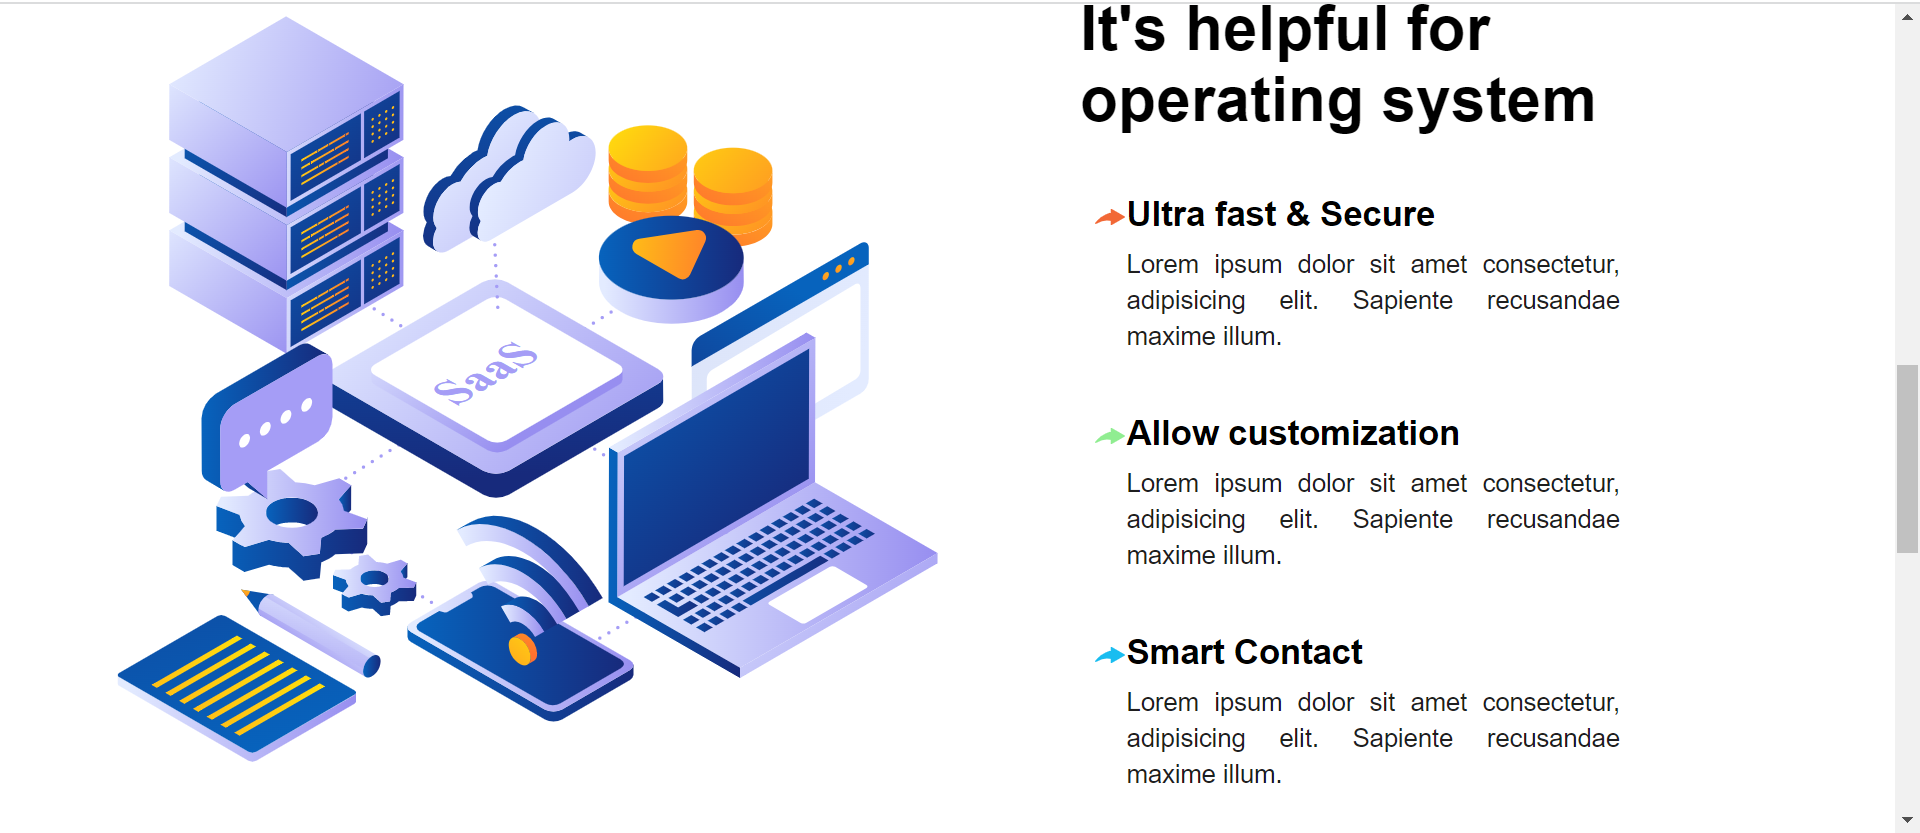 It's helpful for
operating system
Ultra fast & Secure
Lorem ipsum dolor sit amet consectetur,
adipisicing elit. Sapiente recusandae
maxime illum.
SaaS
Allow customization
Lorem ipsum dolor sit amet consectetur,
adipisicing elit. Sapiente recusandae
maxime illum.
Smart Contact
Lorem ipsum dolor sit amet consectetur,
adipisicing elit. Sapiente recusandae
maxime illum.